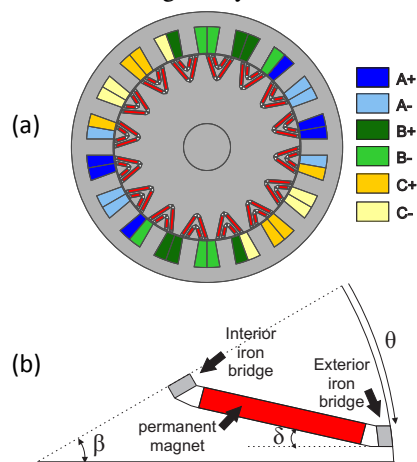 (a)
A+
A-
B+
B-
C+
C-
(b)
Interior
iron
bridge
Exterior
iron
bridge
permanent
magnet
β
δ
θ